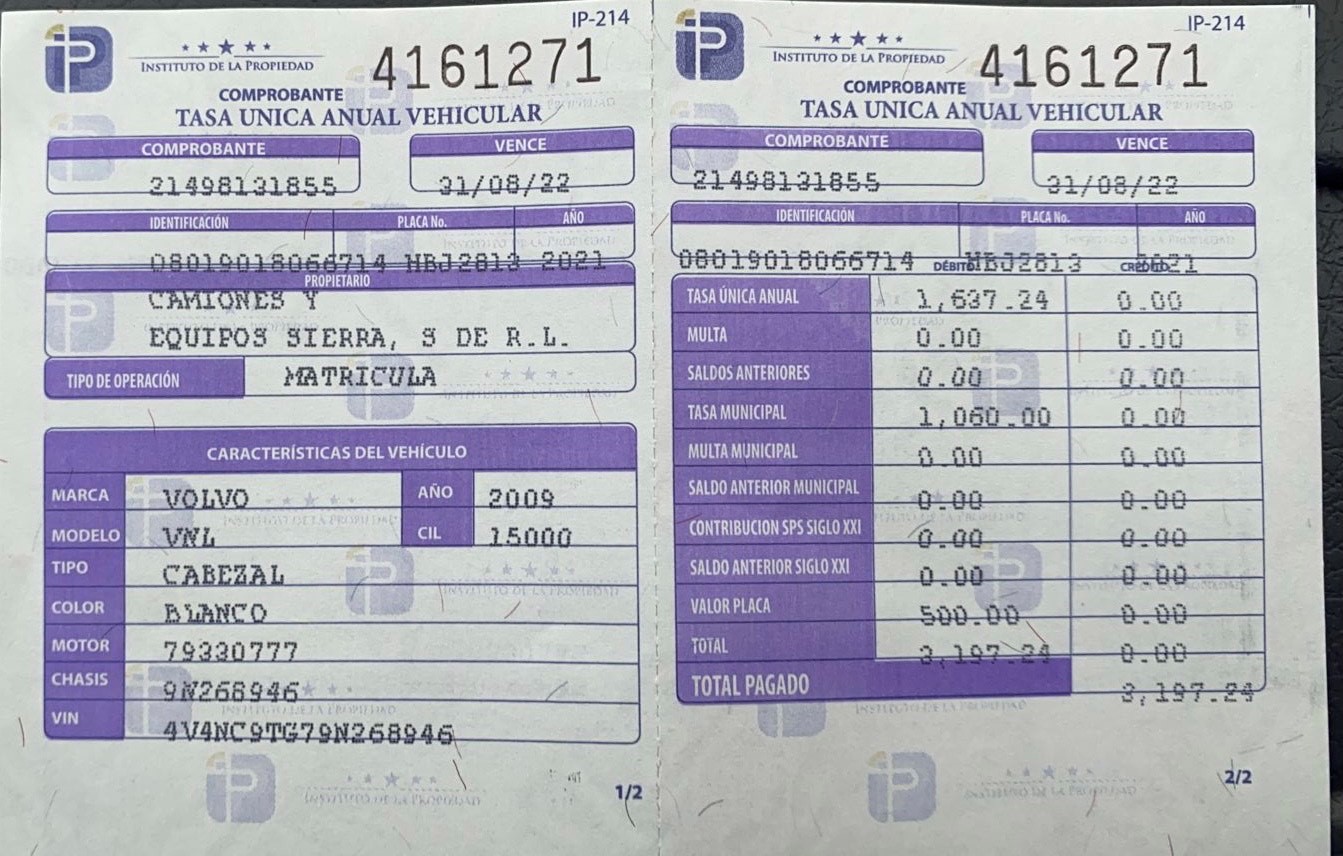 IP-214
iP
INSTITUTO DE LA PROPIEDAD
4161271
COMPROBANTE
TASA UNICA ANUAL VEHICULAR
COMPROBANTE
VENCE
21498131855
31/08/22
IDENTIFICACIÓN PLACA No. AÑO
08019018066714 HBJ2813 2021
PROPIETARIO
CAMIONES Y
EQUIPOS SIERRA, S DE R.L.
TIPO DE OPERACIÓN MATRICULA
CARACTERÍSTICAS DEL VEHÍCULO
MARCA VOLVO AÑO 2009
MODELO VNL CIL 15000
TIPO CABEZAL
COLOR BLANCO
MOTOR 79330777
CHASIS 9N268946
VIN 4V4NC9TG79N268946
1/2
IP-214
iP
INSTITUTO DE LA PROPIEDAD
4161271
COMPROBANTE
TASA UNICA ANUAL VEHICULAR
COMPROBANTE
VENCE
21498131855
31/08/22
IDENTIFICACIÓN PLACA No. AÑO
08019018066714 HBJ2813 2021
DÉBITO CRÉDITO
TASA ÚNICA ANUAL 1,637.24 0.00
MULTA 0.00 0.00
SALDOS ANTERIORES 0.00 0.00
TASA MUNICIPAL 1,060.00 0.00
MULTA MUNICIPAL 0.00 0.00
SALDO ANTERIOR MUNICIPAL 0.00 0.00
CONTRIBUCION SPS SIGLO XXI 0.00 0.00
SALDO ANTERIOR SIGLO XXI 0.00 0.00
VALOR PLACA 500.00 0.00
TOTAL 3,197.24 0.00
TOTAL PAGADO 3,197.24
2/2